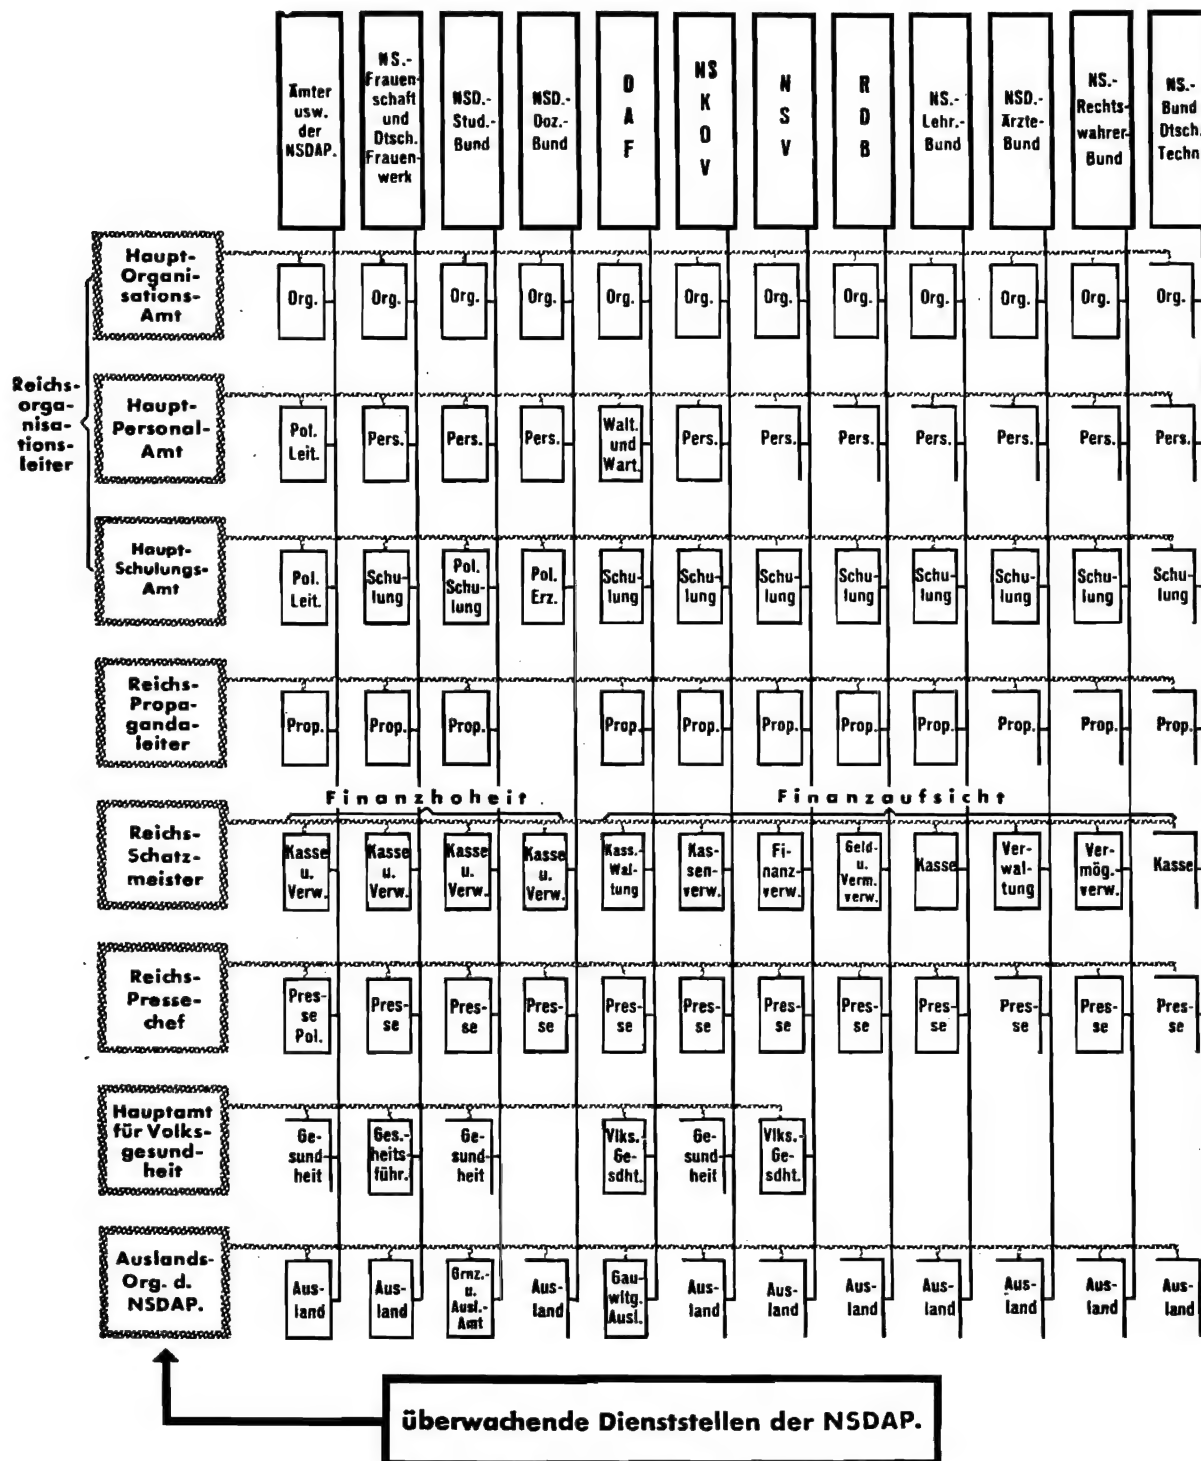 Ämter
usw.
der
NSDAP.
NS.-
Frauen-
schaft
und
Dtsch.
Frauen-
werk
NSD.-
Stud.-
Bund
NSD.-
Doz.-
Bund
D
A
F
NS
K
O
V
N
S
V
R
D
B
NS.-
Lehr.-
Bund
NSD.-
Ärzte-
Bund
NS.-
Rechts-
wahrer-
Bund
NS.-
Bund
Dtsch.
Techn.
Reichs-
orga-
nisa-
tions-
leiter
Haupt-
Organi-
sations-
Amt
Org.
Org.
Org.
Org.
Org.
Org.
Org.
Org.
Org.
Org.
Org.
Org.
Haupt-
Personal-
Amt
Pol.
Leit.
Pers.
Pers.
Pers.
Walt.
und
Wart.
Pers.
Pers.
Pers.
Pers.
Pers.
Pers.
Pers.
Haupt-
Schulungs-
Amt
Pol.
Leit.
Schu-
lung
Pol.
Schu-
lung
Pol.
Erz.
Schu-
lung
Schu-
lung
Schu-
lung
Schu-
lung
Schu-
lung
Schu-
lung
Schu-
lung
Schu-
lung
Reichs-
Propa-
ganda-
leiter
Prop.
Prop.
Prop.
Prop.
Prop.
Prop.
Prop.
Prop.
Prop.
Prop.
Prop.
Finanzhoheit
Finanzaufsicht
Reichs-
Schatz-
meister
Kasse
u.
Verw.
Kasse
u.
Verw.
Kasse
u.
Verw.
Kasse
u.
Verw.
Kass.-
Wal-
tung
Kas-
senverw.
Fi-
nanz-
verw.
Geld-
u.
Verm.
verw.
Kasse
Ver-
wal-
tung
Ver-
mög.-
verw.
Kasse
Reichs-
Presse-
chef
Pres-
se
Pol.
Pres-
se
Pres-
se
Pres-
se
Pres-
se
Pres-
se
Pres-
se
Pres-
se
Pres-
se
Pres-
se
Pres-
se
Pres-
se
Hauptamt
für Volks-
gesund-
heit
Ge-
sund-
heit
Ges.-
heits-
führ.
Ge-
sund-
heit
Vlks.-
Ge-
sdht.
Ge-
sund-
heit
Vlks.-
Ge-
sdht.
Auslands-
Org. d.
NSDAP.
Aus-
land
Aus-
land
Grnz.-
u.
Ausl.-
Amt
Aus-
land
Gau-
wltg.
Ausl.
Aus-
land
Aus-
land
Aus-
land
Aus-
land
Aus-
land
Aus-
land
Aus-
land
überwachende Dienststellen der NSDAP.